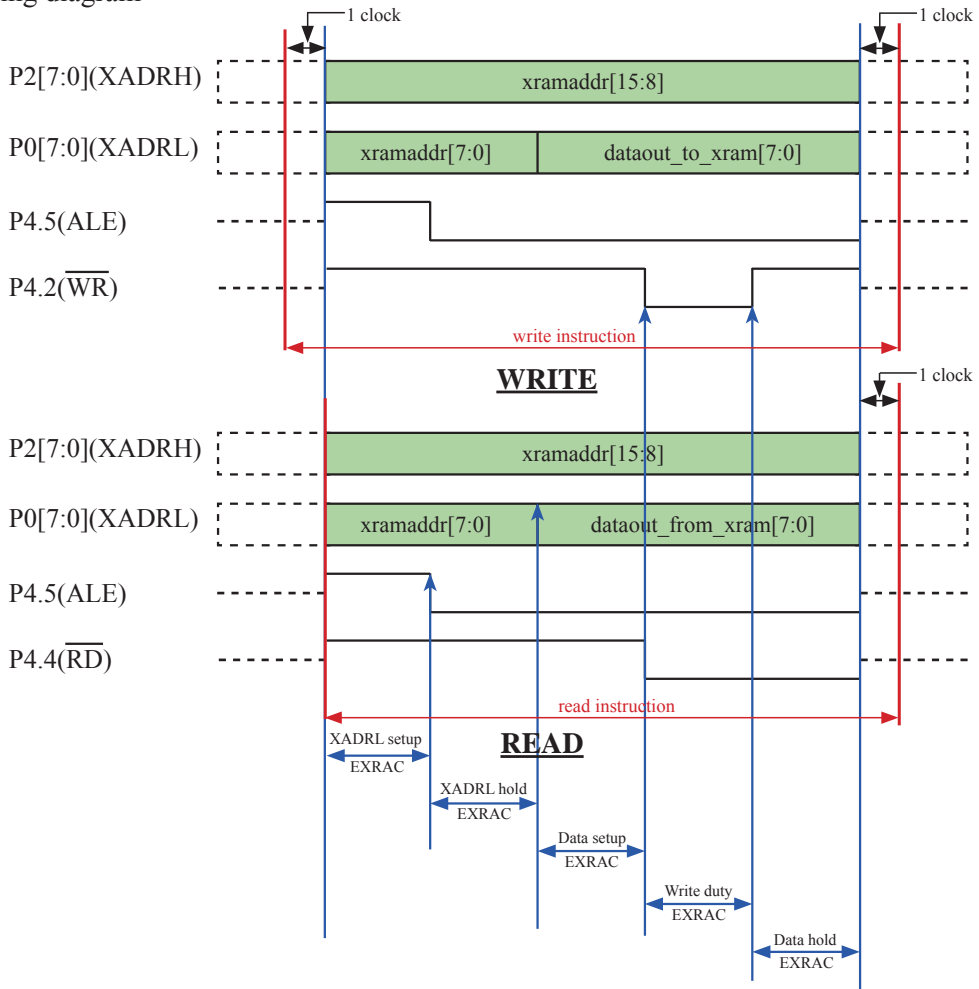 ing diagram
1 clock
1 clock
P2[7:0](XADRH)
xramaddr[15:8]
P0[7:0](XADRL)
xramaddr[7:0]
dataout_to_xram[7:0]
P4.5(ALE)
P4.2(W̅R̅)
write instruction
WRITE
1 clock
P2[7:0](XADRH)
xramaddr[15:8]
P0[7:0](XADRL)
xramaddr[7:0]
dataout_from_xram[7:0]
P4.5(ALE)
P4.4(R̅D̅)
read instruction
READ
XADRL setup
EXRAC
XADRL hold
EXRAC
Data setup
EXRAC
Write duty
EXRAC
Data hold
EXRAC